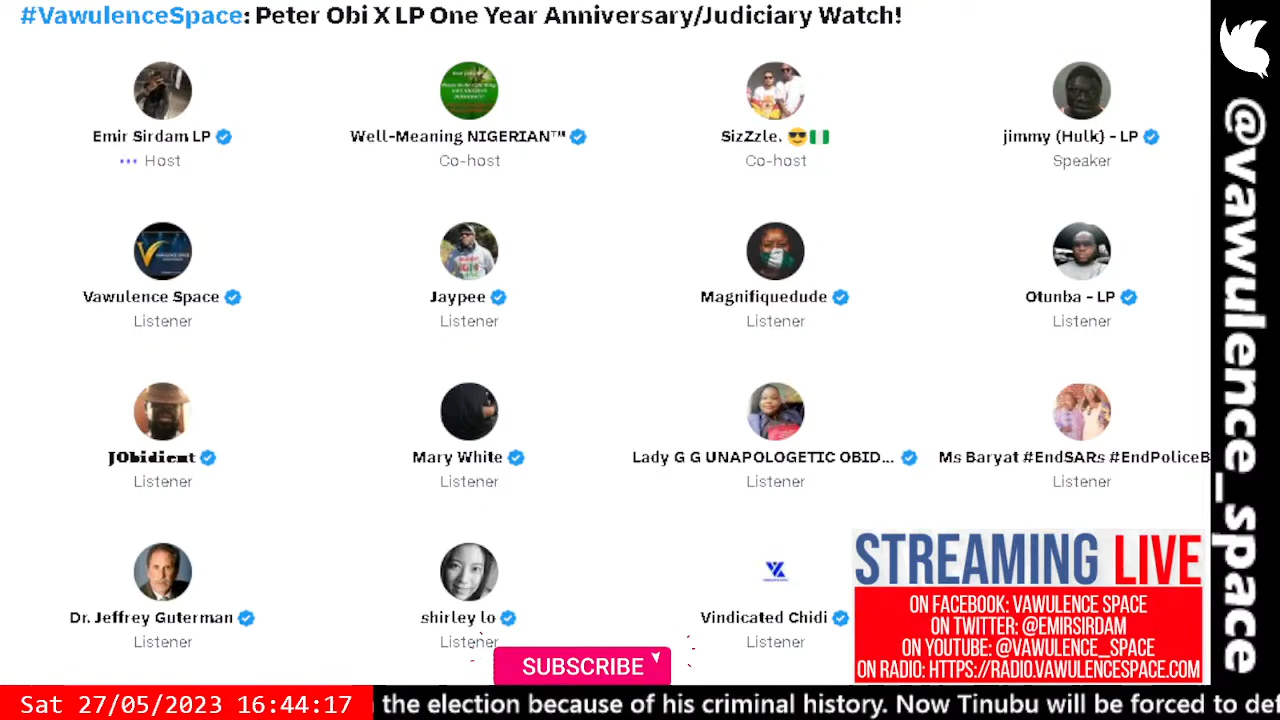 #VawulenceSpace: Peter Obi X LP One Year Anniversary/Judiciary Watch!
Emir Sirdam LP
Host
Well-Meaning NIGERIAN™
Co-host
SizZzle. 😎🇳🇬
Co-host
jimmy (Hulk) - LP
Speaker
Vawulence Space
Listener
Jaypee
Listener
Magnifiquedude
Listener
Otunba - LP
Listener
JObidient
Listener
Mary White
Listener
Lady G G UNAPOLOGETIC OBID...
Listener
Ms Baryat #EndSARs #EndPoliceB
Listener
Dr. Jeffrey Guterman
Listener
shirley lo
Listener
Vindicated Chidi
Listener
STREAMING LIVE
ON FACEBOOK: VAWULENCE SPACE
ON TWITTER: @EMIRSIRDAM
ON YOUTUBE: @VAWULENCE_SPACE
ON RADIO: HTTPS://RADIO.VAWULENCESPACE.COM
SUBSCRIBE
@vawulence_space
Sat 27/05/2023 16:44:17
the election because of his criminal history. Now Tinubu will be forced to de